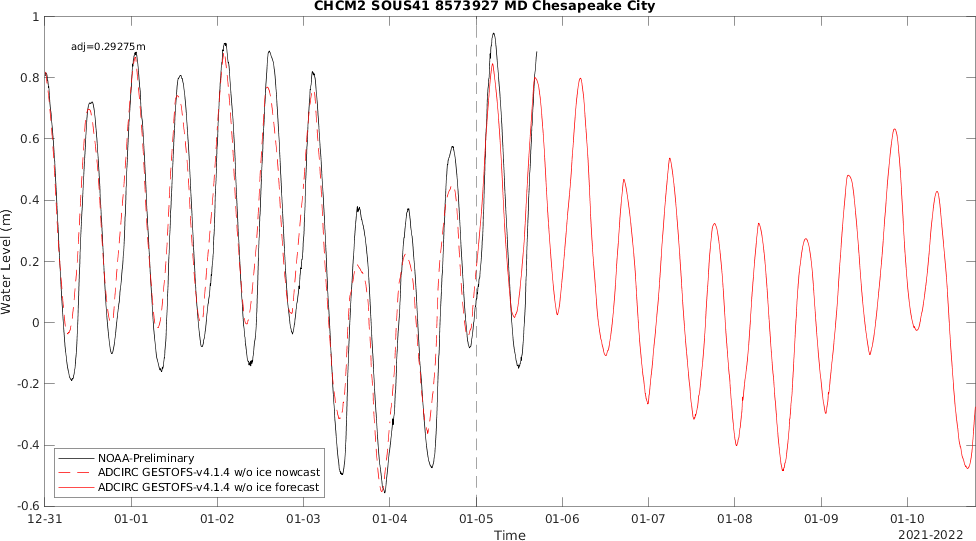 CHCM2 SOUS41 8573927 MD Chesapeake City
adj=0.29275m
1
0.8
0.6
0.4
0.2
0
-0.2
-0.4
-0.6
Water Level (m)
NOAA-Preliminary
ADCIRC GESTOFS-v4.1.4 w/o ice nowcast
ADCIRC GESTOFS-v4.1.4 w/o ice forecast
12-31 01-01 01-02 01-03 01-04 01-05 01-06 01-07 01-08 01-09 01-10
Time
2021-2022